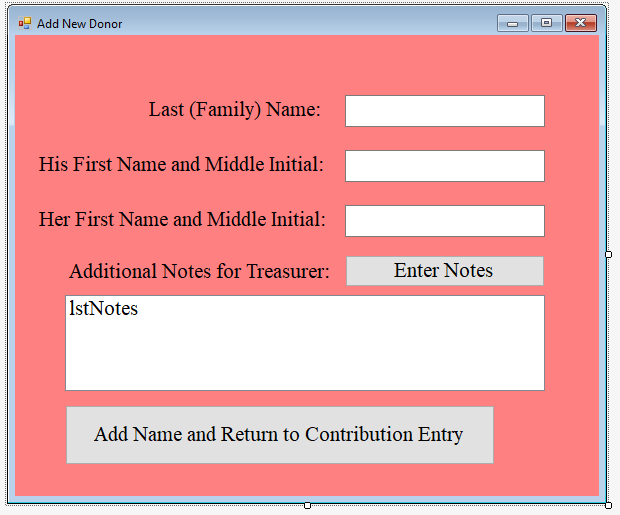 Add New Donor
Last (Family) Name:
His First Name and Middle Initial:
Her First Name and Middle Initial:
Additional Notes for Treasurer: Enter Notes
lstNotes
Add Name and Return to Contribution Entry